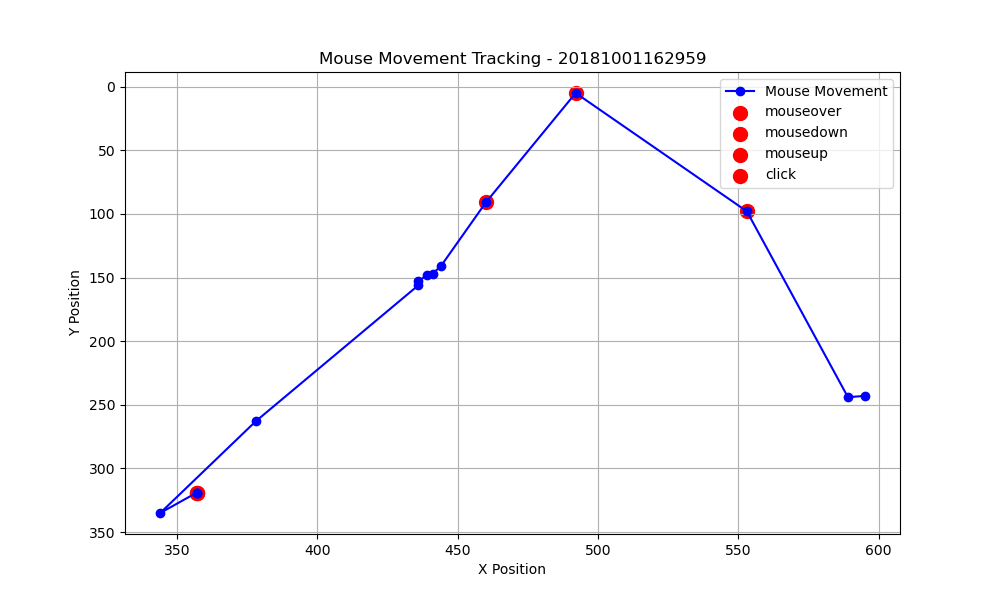 Mouse Movement Tracking - 20181001162959
Mouse Movement
mouseover
mousedown
mouseup
click
Y Position
0
50
100
150
200
250
300
350
350 400 450 500 550 600
X Position